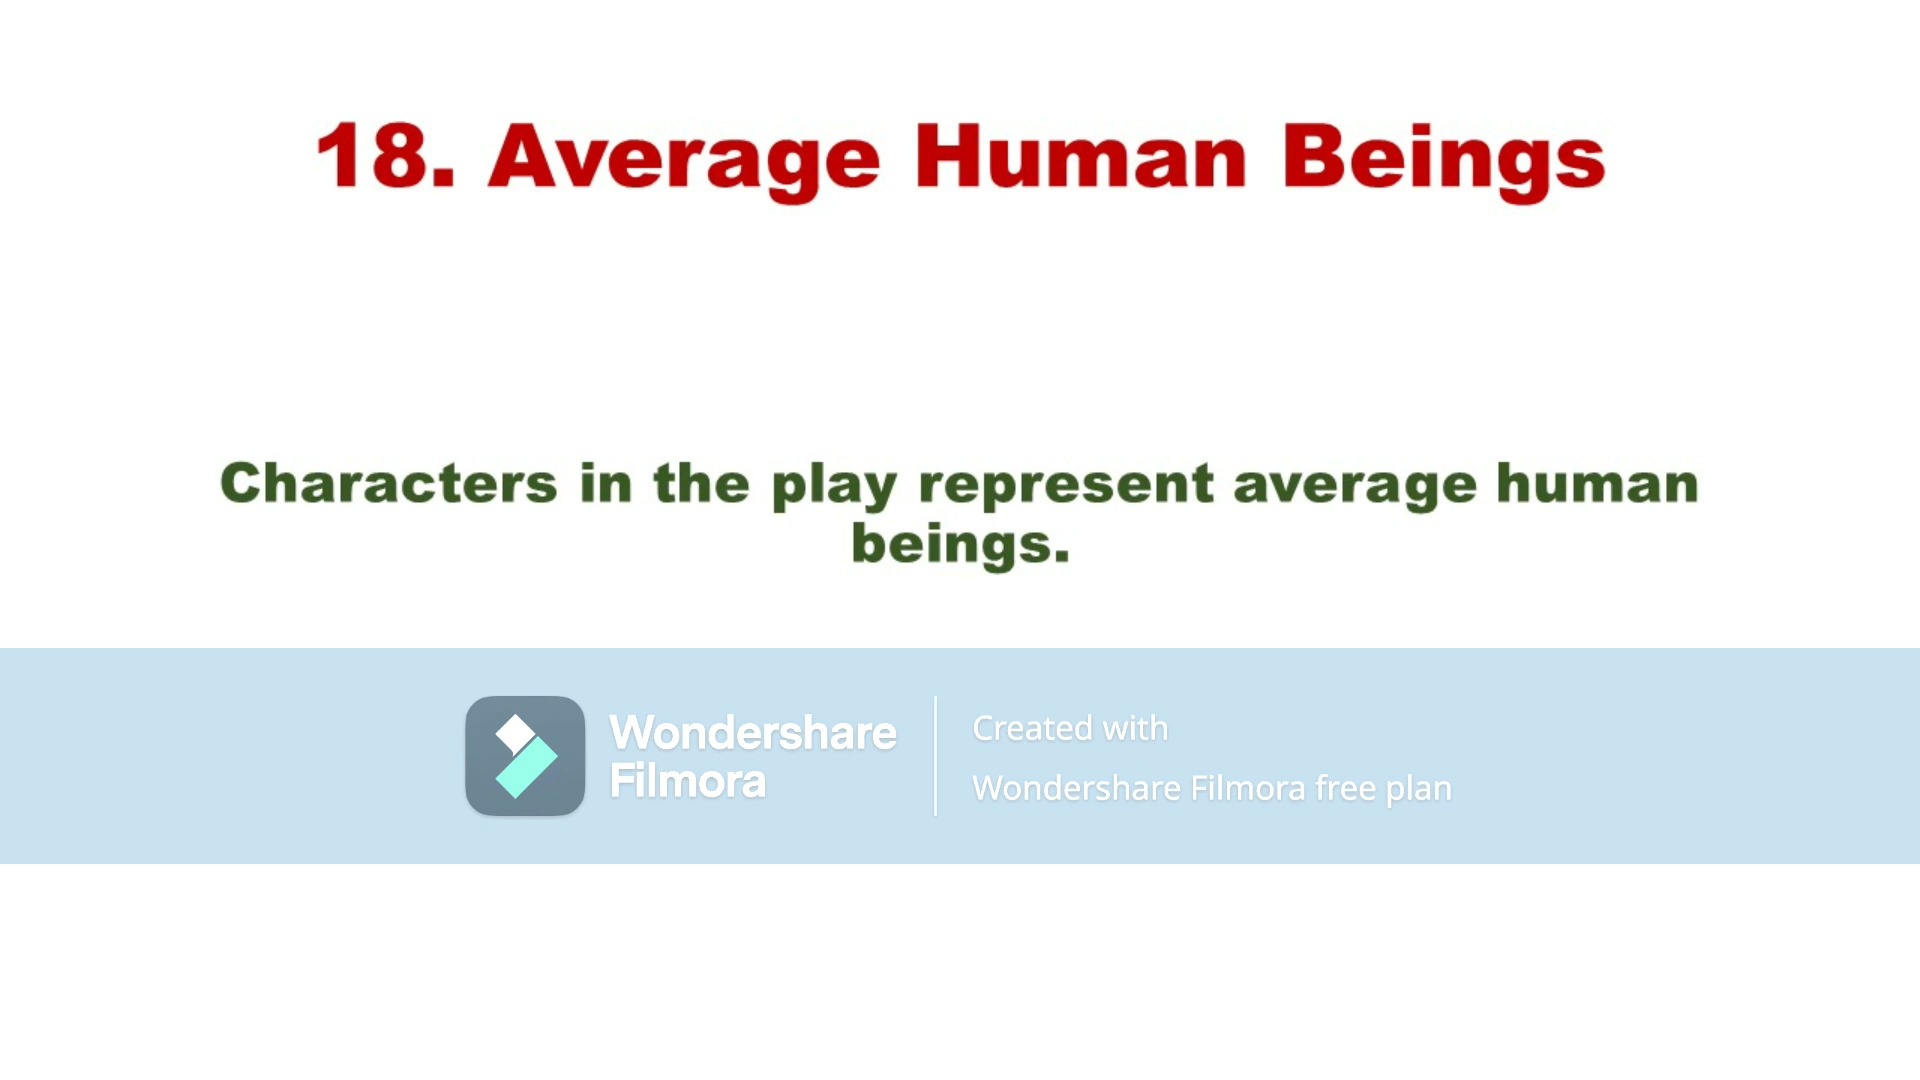 18. Average Human Beings
Characters in the play represent average human
beings.
Wondershare
Filmora
Created with
Wondershare Filmora free plan